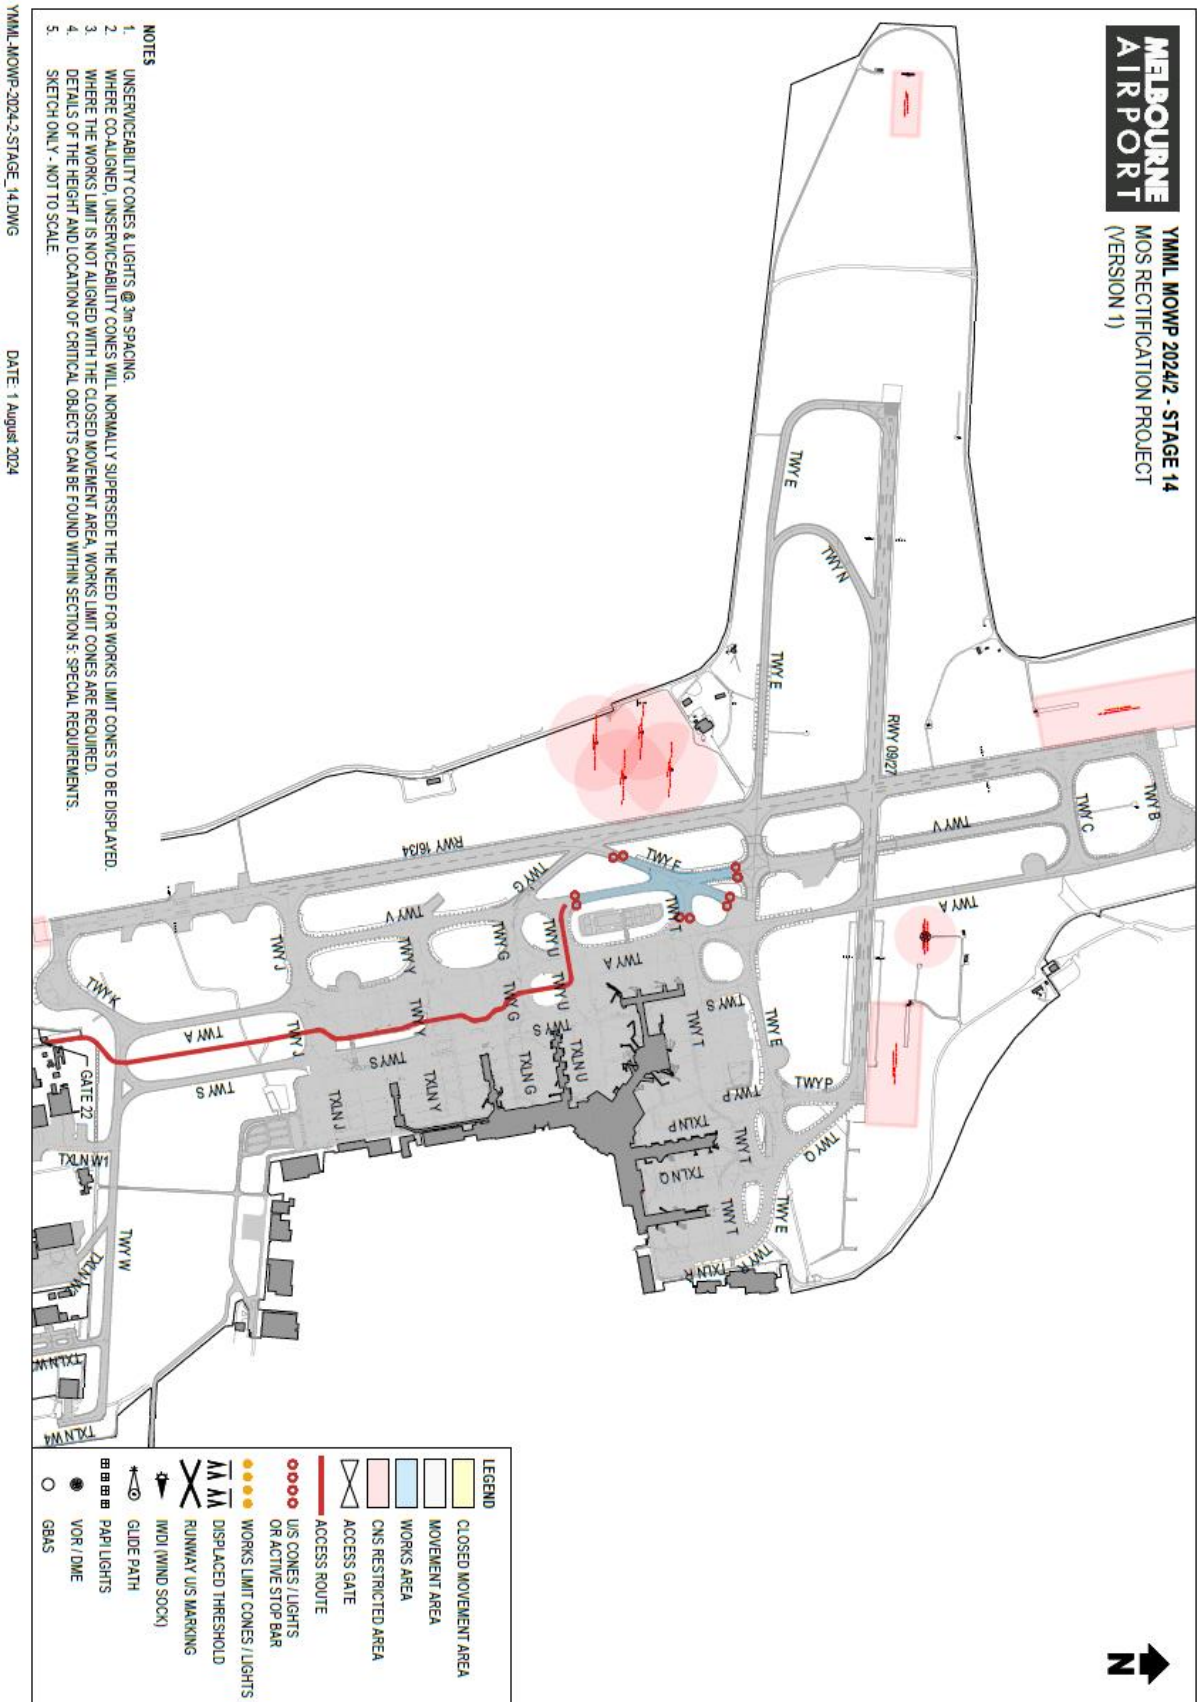 MELBOURNE
AIRPORT
YMML MOWP 2024/2 - STAGE 14
MOS RECTIFICATION PROJECT
(VERSION 1)
N
TWY E
TWY N
TWY E
RWY 09/27
TWY B
TWY C
TWY V
TWY A
RWY 16/34
TWY F
TWY G
TWY T
TWY V
TWY U
TWY G
TWY Y
TWY J
TWY K
TWY A
TWY U
TWY G
TWY Y
TWY J
TWY A
TWY S
TWY E
TWY T
TWY S
TWY S
TWY S
TXLN U
TXLN G
TXLN Y
TXLN J
TWY P
TWY P
TXLN P
TWY T
TWY Q
TXLN Q
TWY T
TWY E
TWY R
TXLN R
GATE 22
TXLN W1
TWY W
TXLN W4
LEGEND
CLOSED MOVEMENT AREA
MOVEMENT AREA
WORKS AREA
CNS RESTRICTED AREA
ACCESS GATE
ACCESS ROUTE
U/S CONES / LIGHTS
OR ACTIVE STOP BAR
WORKS LIMIT CONES / LIGHTS
DISPLACED THRESHOLD
RUNWAY U/S MARKING
IWDI (WIND SOCK)
GLIDE PATH
PAPI LIGHTS
VOR / DME
GBAS
NOTES
1. UNSERVICEABILITY CONES & LIGHTS @ 3m SPACING.
2. WHERE CO-ALIGNED, UNSERVICEABILITY CONES WILL NORMALLY SUPERSEDE THE NEED FOR WORKS LIMIT CONES TO BE DISPLAYED.
3. WHERE THE WORKS LIMIT IS NOT ALIGNED WITH THE CLOSED MOVEMENT AREA, WORKS LIMIT CONES ARE REQUIRED.
4. DETAILS OF THE HEIGHT AND LOCATION OF CRITICAL OBJECTS CAN BE FOUND WITHIN SECTION 5: SPECIAL REQUIREMENTS.
5. SKETCH ONLY - NOT TO SCALE.
YMML-MOWP-2024-2-STAGE_14.DWG
DATE: 1 August 2024